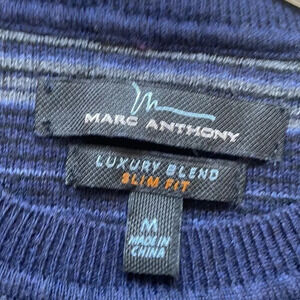 MARC ANTHONY
LUXURY BLEND
SLIM FIT
M
MADE IN
CHINA